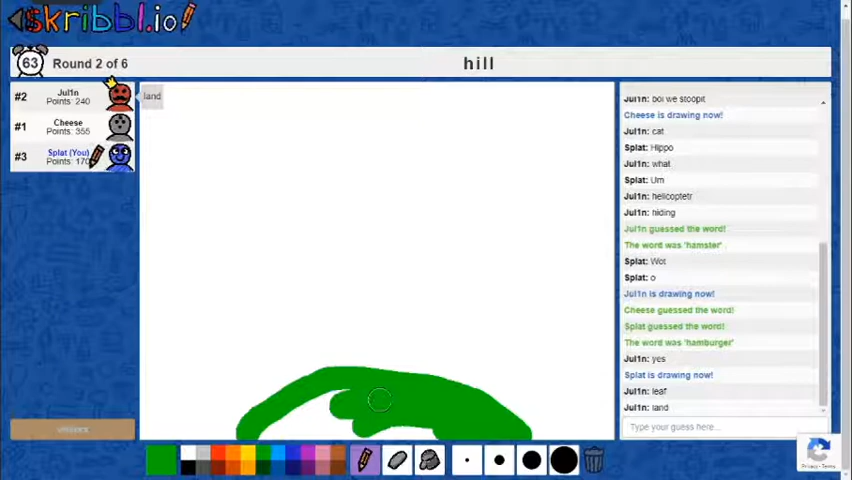 skribbl.io
63
Round 2 of 6
hill
#2
Jul1n
Points: 240
land
#1
Cheese
Points: 355
#3
Splat (You)
Points: 170
Jul1n: boi we stoopit
Cheese is drawing now!
Jul1n: cat
Splat: Hippo
Jul1n: what
Splat: Um
Jul1n: helicoptetr
Jul1n: hiding
Jul1n guessed the word!
The word was 'hamster'
Splat: Wot
Splat: o
Jul1n is drawing now!
Cheese guessed the word!
Splat guessed the word!
The word was 'hamburger'
Jul1n: yes
Splat is drawing now!
Jul1n: leaf
Jul1n: land
Type your guess here...
Privacy - Terms